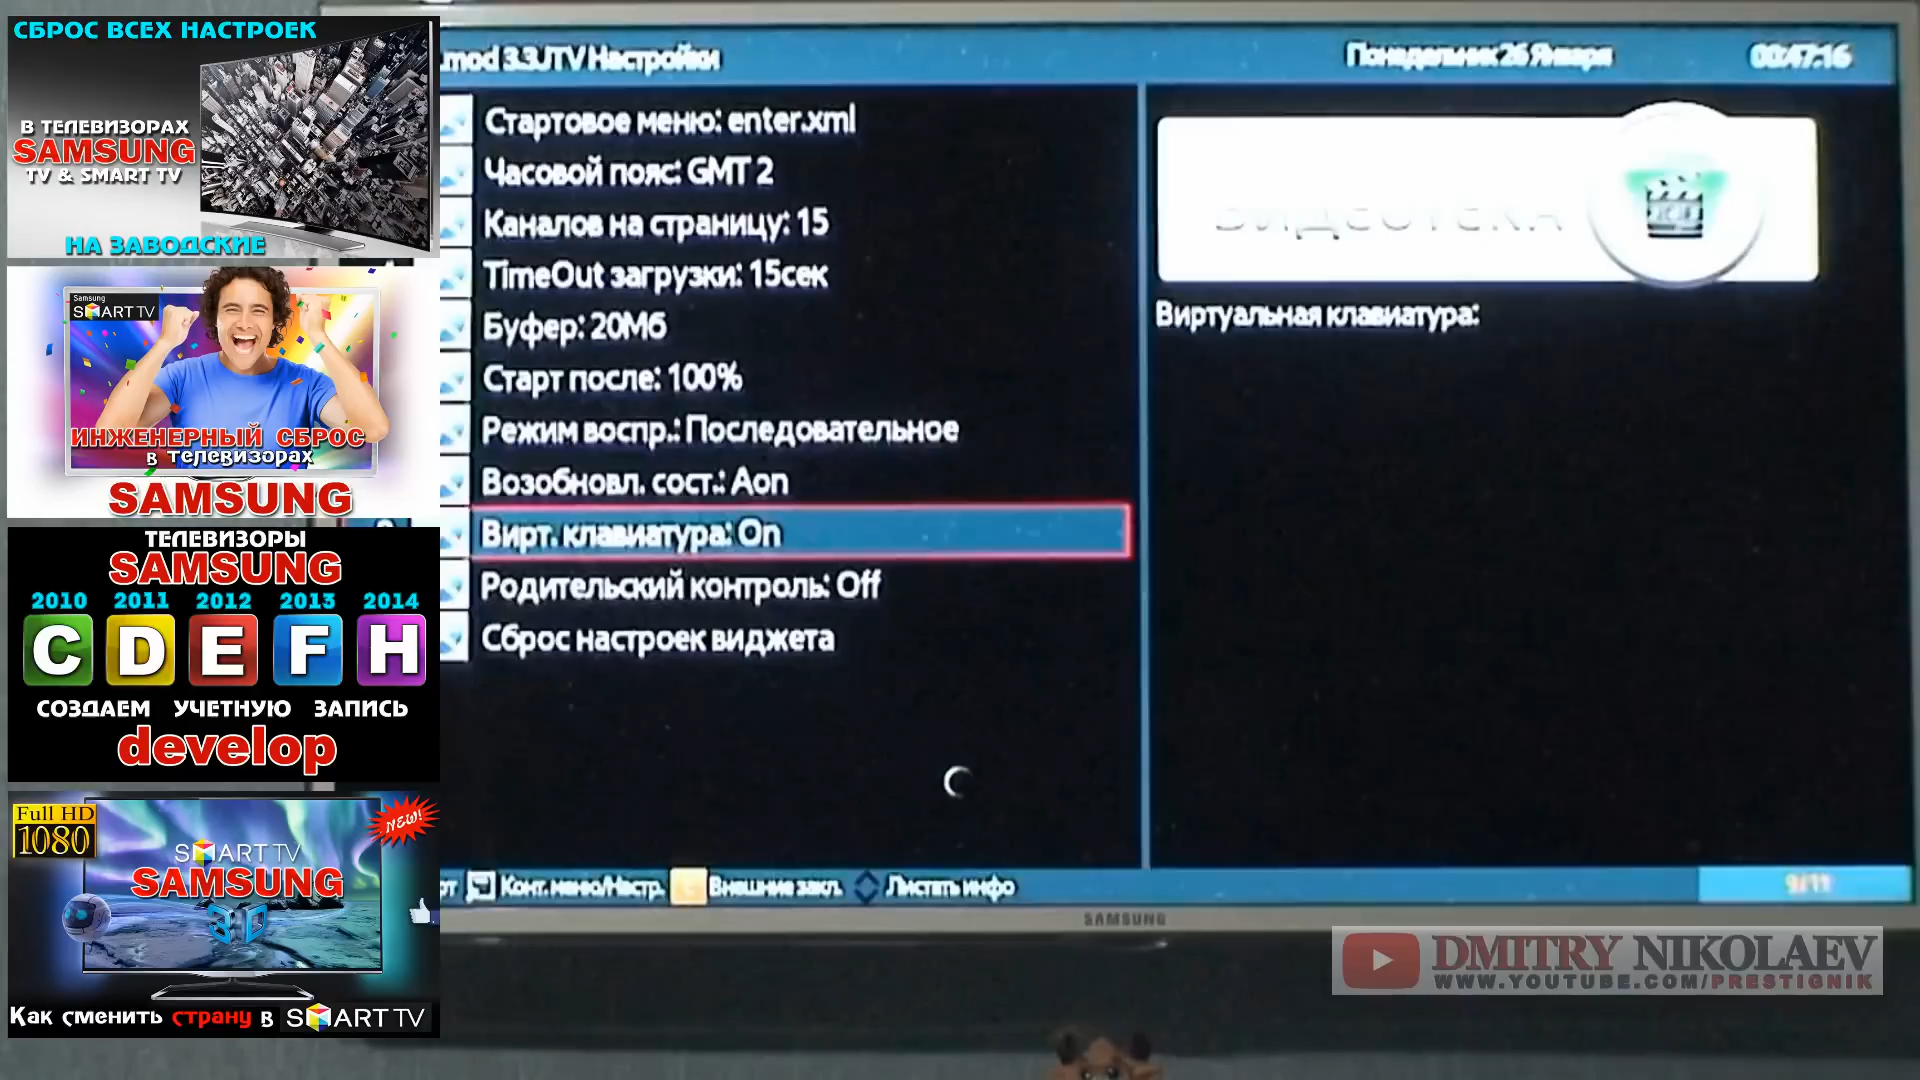 СБРОС ВСЕХ НАСТРОЕК
В ТЕЛЕВИЗОРАХ
SAMSUNG
TV & SMART TV
НА ЗАВОДСКИЕ
Samsung
SMART TV
ИНЖЕНЕРНЫЙ СБРОС
в телевизорах
SAMSUNG
ТЕЛЕВИЗОРЫ
SAMSUNG
2010 2011 2012 2013 2014
C D E F H
СОЗДАЕМ УЧЕТНУЮ ЗАПИСЬ
develop
Full HD
1080
NEW!
SMART TV
SAMSUNG
3D
Как сменить страну в SMART TV
.mod 3.3 JTV Настройки
Понедельник 26 Января
00:47:16
Стартовое меню: enter.xml
Часовой пояс: GMT 2
Каналов на страницу: 15
TimeOut загрузки: 15сек
Буфер: 20Мб
Старт после: 100%
Режим воспр.: Последовательное
Возобновл. сост.: Aon
Вирт. клавиатура: On
Родительский контроль: Off
Сброс настроек виджета
ВИДЕОТЕКА
Виртуальная клавиатура:
рт Конт. меню/Настр. C Внешние закл. Листать инфо
9/11
SAMSUNG
DMITRY NIKOLAEV
WWW.YOUTUBE.COM/PRESTIGNIK